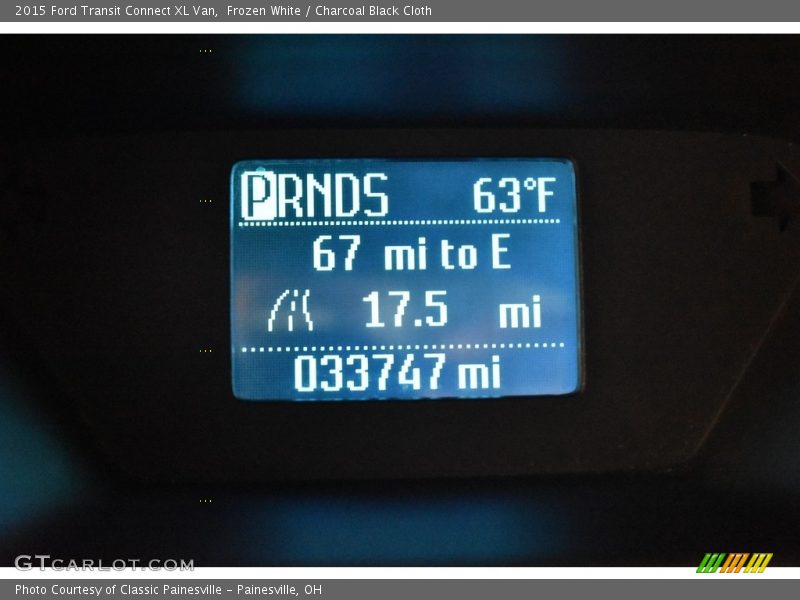 2015 Ford Transit Connect XL Van,  Frozen White / Charcoal Black Cloth
PRNDS 63°F
67 mi to E
17.5 mi
033747 mi
GTCARLOT.COM
Photo Courtesy of Classic Painesville - Painesville, OH